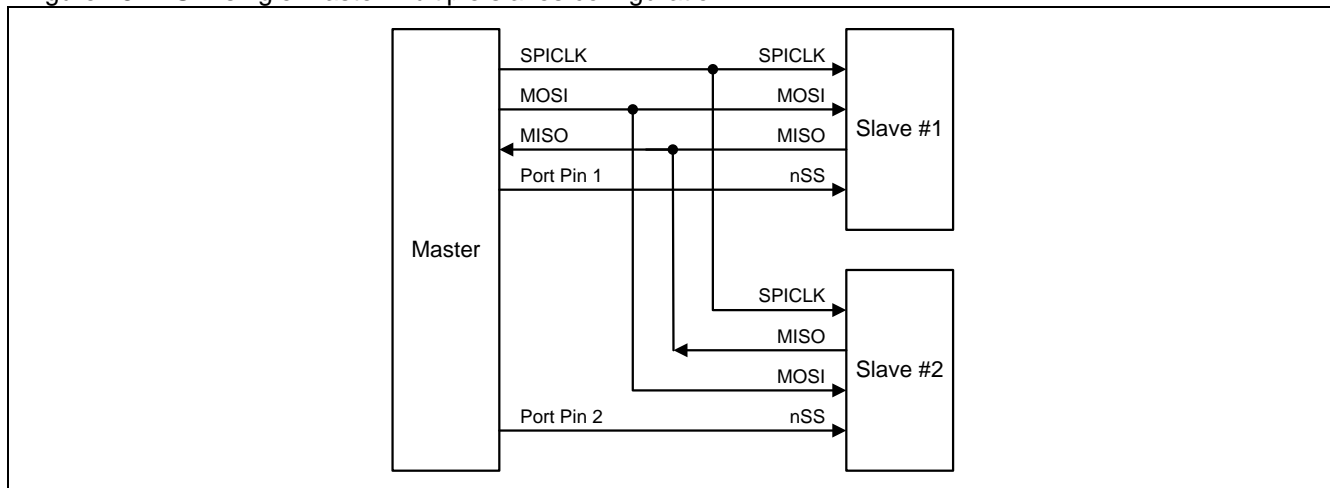 SPICLK SPICLK
MOSI MOSI
MISO MISO
Port Pin 1 nSS
Slave #1
Master
SPICLK
MISO
MOSI
Slave #2
Port Pin 2 nSS